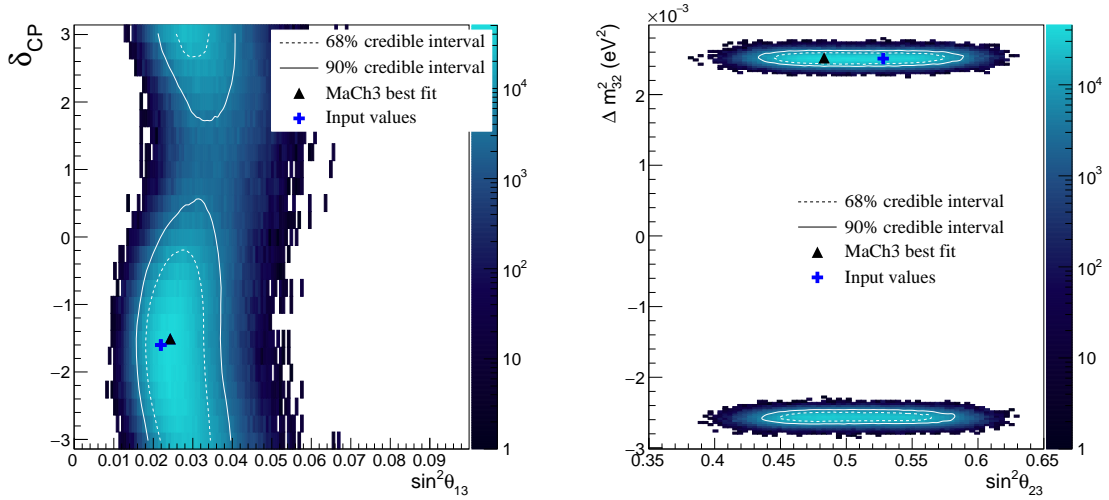 δCP
3
2
1
0
−1
−2
−3
0 0.01 0.02 0.03 0.04 0.05 0.06 0.07 0.08 0.09
sin²θ₁₃
68% credible interval
90% credible interval
MaCh3 best fit
Input values
10⁴
10³
10²
10
1
×10⁻³
Δ m²₃₂ (eV²)
3
2
1
0
−1
−2
−3
0.35 0.4 0.45 0.5 0.55 0.6 0.65
sin²θ₂₃
68% credible interval
90% credible interval
MaCh3 best fit
Input values
10⁴
10³
10²
10
1